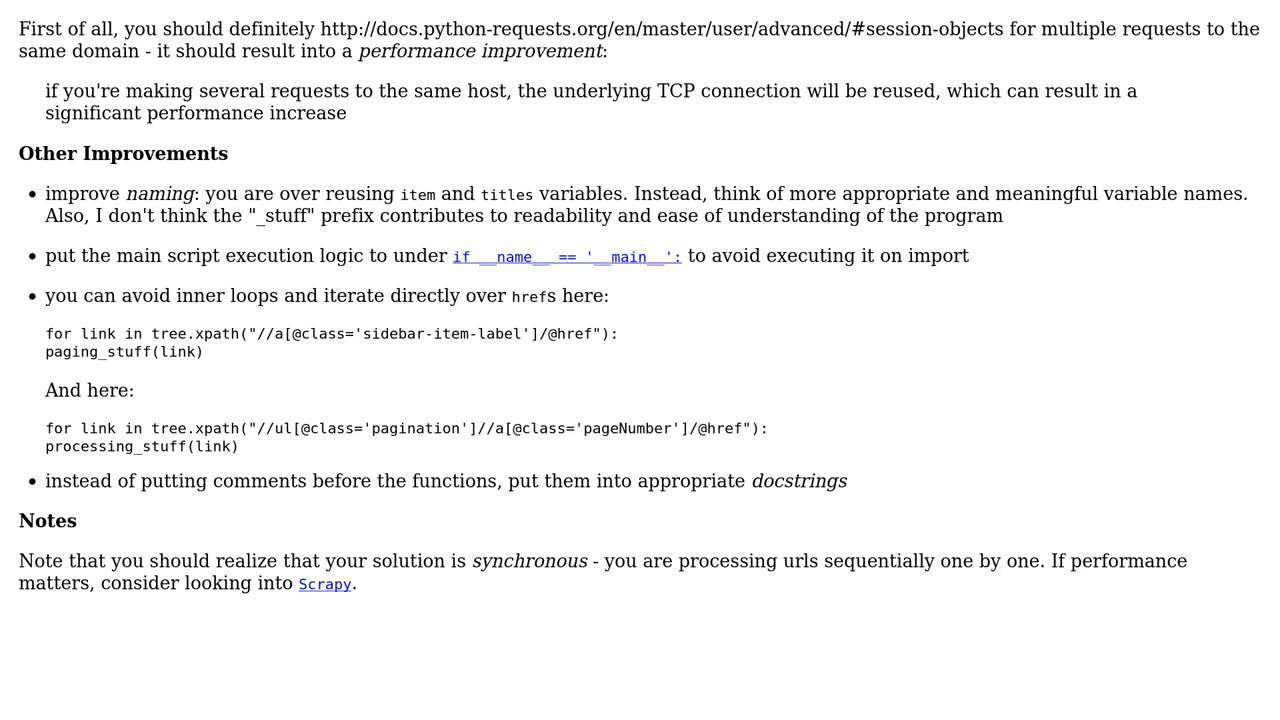 First of all, you should definitely http://docs.python-requests.org/en/master/user/advanced/#session-objects for multiple requests to the
same domain - it should result into a performance improvement:
if you're making several requests to the same host, the underlying TCP connection will be reused, which can result in a
significant performance increase
Other Improvements
• improve naming: you are over reusing item and titles variables. Instead, think of more appropriate and meaningful variable names.
Also, I don't think the "_stuff" prefix contributes to readability and ease of understanding of the program
• put the main script execution logic to under if __name__ == '__main__': to avoid executing it on import
• you can avoid inner loops and iterate directly over hrefs here:
for link in tree.xpath("//a[@class='sidebar-item-label']/@href"):
paging_stuff(link)
And here:
for link in tree.xpath("//ul[@class='pagination']//a[@class='pageNumber']/@href"):
processing_stuff(link)
• instead of putting comments before the functions, put them into appropriate docstrings
Notes
Note that you should realize that your solution is synchronous - you are processing urls sequentially one by one. If performance
matters, consider looking into Scrapy.